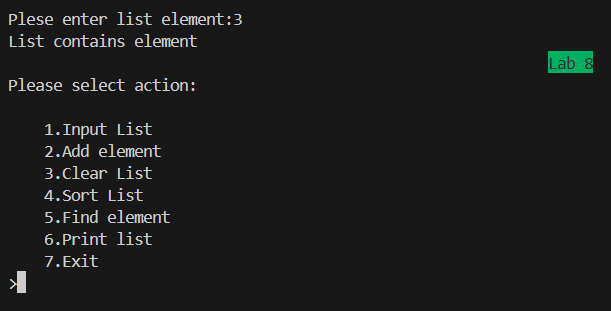 Plese enter list element:3
List contains element
Lab 8
Please select action:
1.Input List
2.Add element
3.Clear List
4.Sort List
5.Find element
6.Print list
7.Exit
>